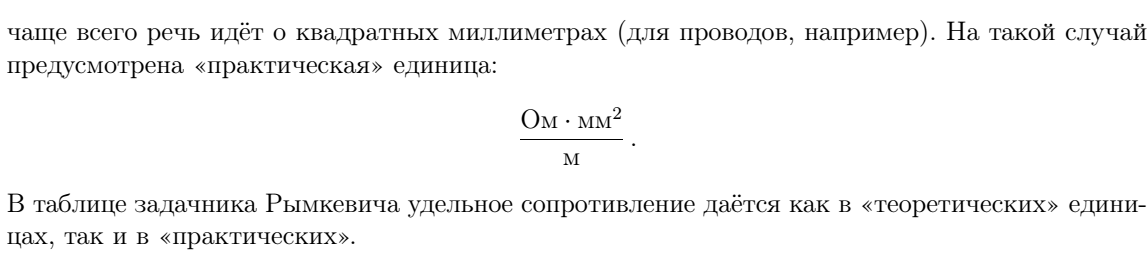 чаще всего речь идёт о квадратных миллиметрах (для проводов, например). На такой случай
предусмотрена «практическая» единица:
Ом · мм²
м
.
В таблице задачника Рымкевича удельное сопротивление даётся как в «теоретических» едини-
цах, так и в «практических».